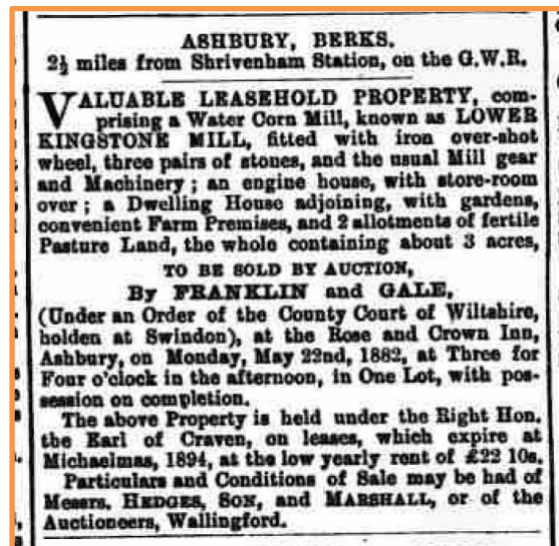 ASHBURY, BERKS.
2½ miles from Shrivenham Station, on the G.W.R.
VALUABLE LEASEHOLD PROPERTY, com-
prising a Water Corn Mill, known as LOWER
KINGSTONE MILL, fitted with iron over-shot
wheel, three pairs of stones, and the usual Mill gear
and Machinery; an engine house, with store-room
over; a Dwelling House adjoining, with gardens,
convenient Farm Premises, and 2 allotments of fertile
Pasture Land, the whole containing about 3 acres,
TO BE SOLD BY AUCTION,
By FRANKLIN and GALE,
(Under an Order of the County Court of Wiltshire,
holden at Swindon), at the Rose and Crown Inn,
Ashbury, on Monday, May 22nd, 1882, at Three for
Four o'clock in the afternoon, in One Lot, with pos-
session on completion.
The above Property is held under the Right Hon.
the Earl of Craven, on leases, which expire at
Michaelmas, 1894, at the low yearly rent of £22 10s.
Particulars and Conditions of Sale may be had of
Messrs. HEDGES, SON, and MARSHALL, or of the
Auctioneers, Wallingford.